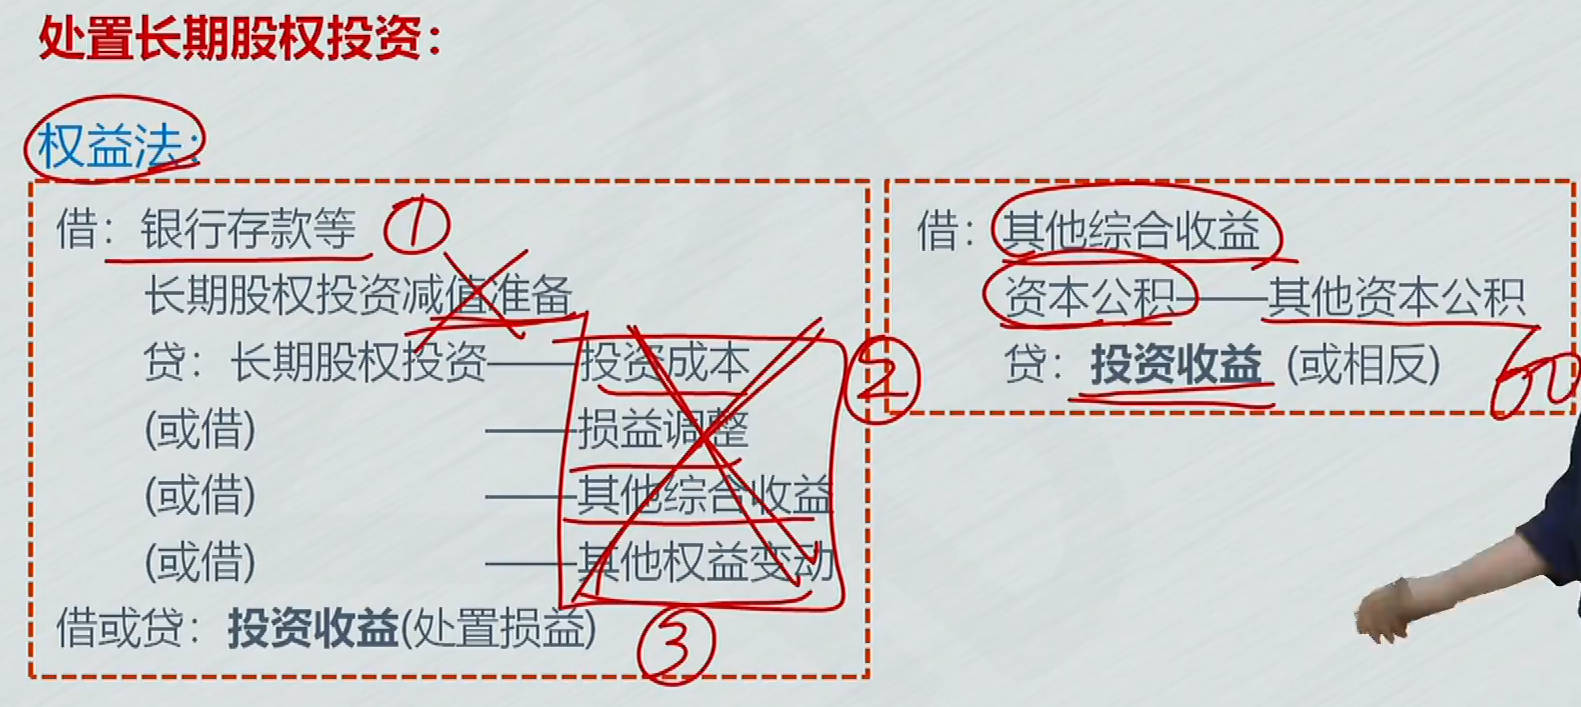 处置长期股权投资：
权益法：
借：银行存款等 ①
长期股权投资减值准备
贷：长期股权投资——投资成本 ②
(或借) ——损益调整
(或借) ——其他综合收益
(或借) ——其他权益变动
借或贷：投资收益(处置损益) ③
借：其他综合收益
资本公积——其他资本公积
贷：投资收益 (或相反) 60